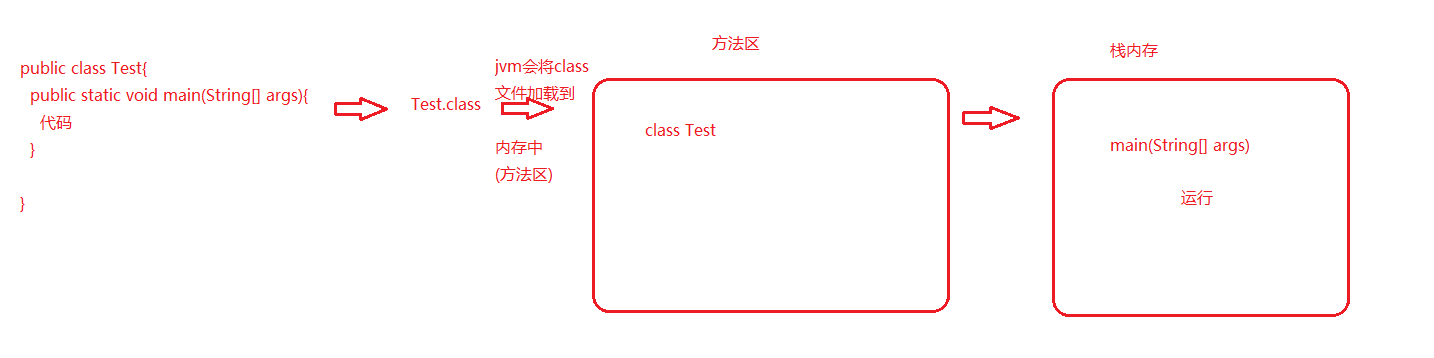 public class Test{
public static void main(String[] args){
代码
}
}
Test.class
jvm会将class
文件加载到
内存中
(方法区)
方法区
class Test
栈内存
main(String[] args)
运行